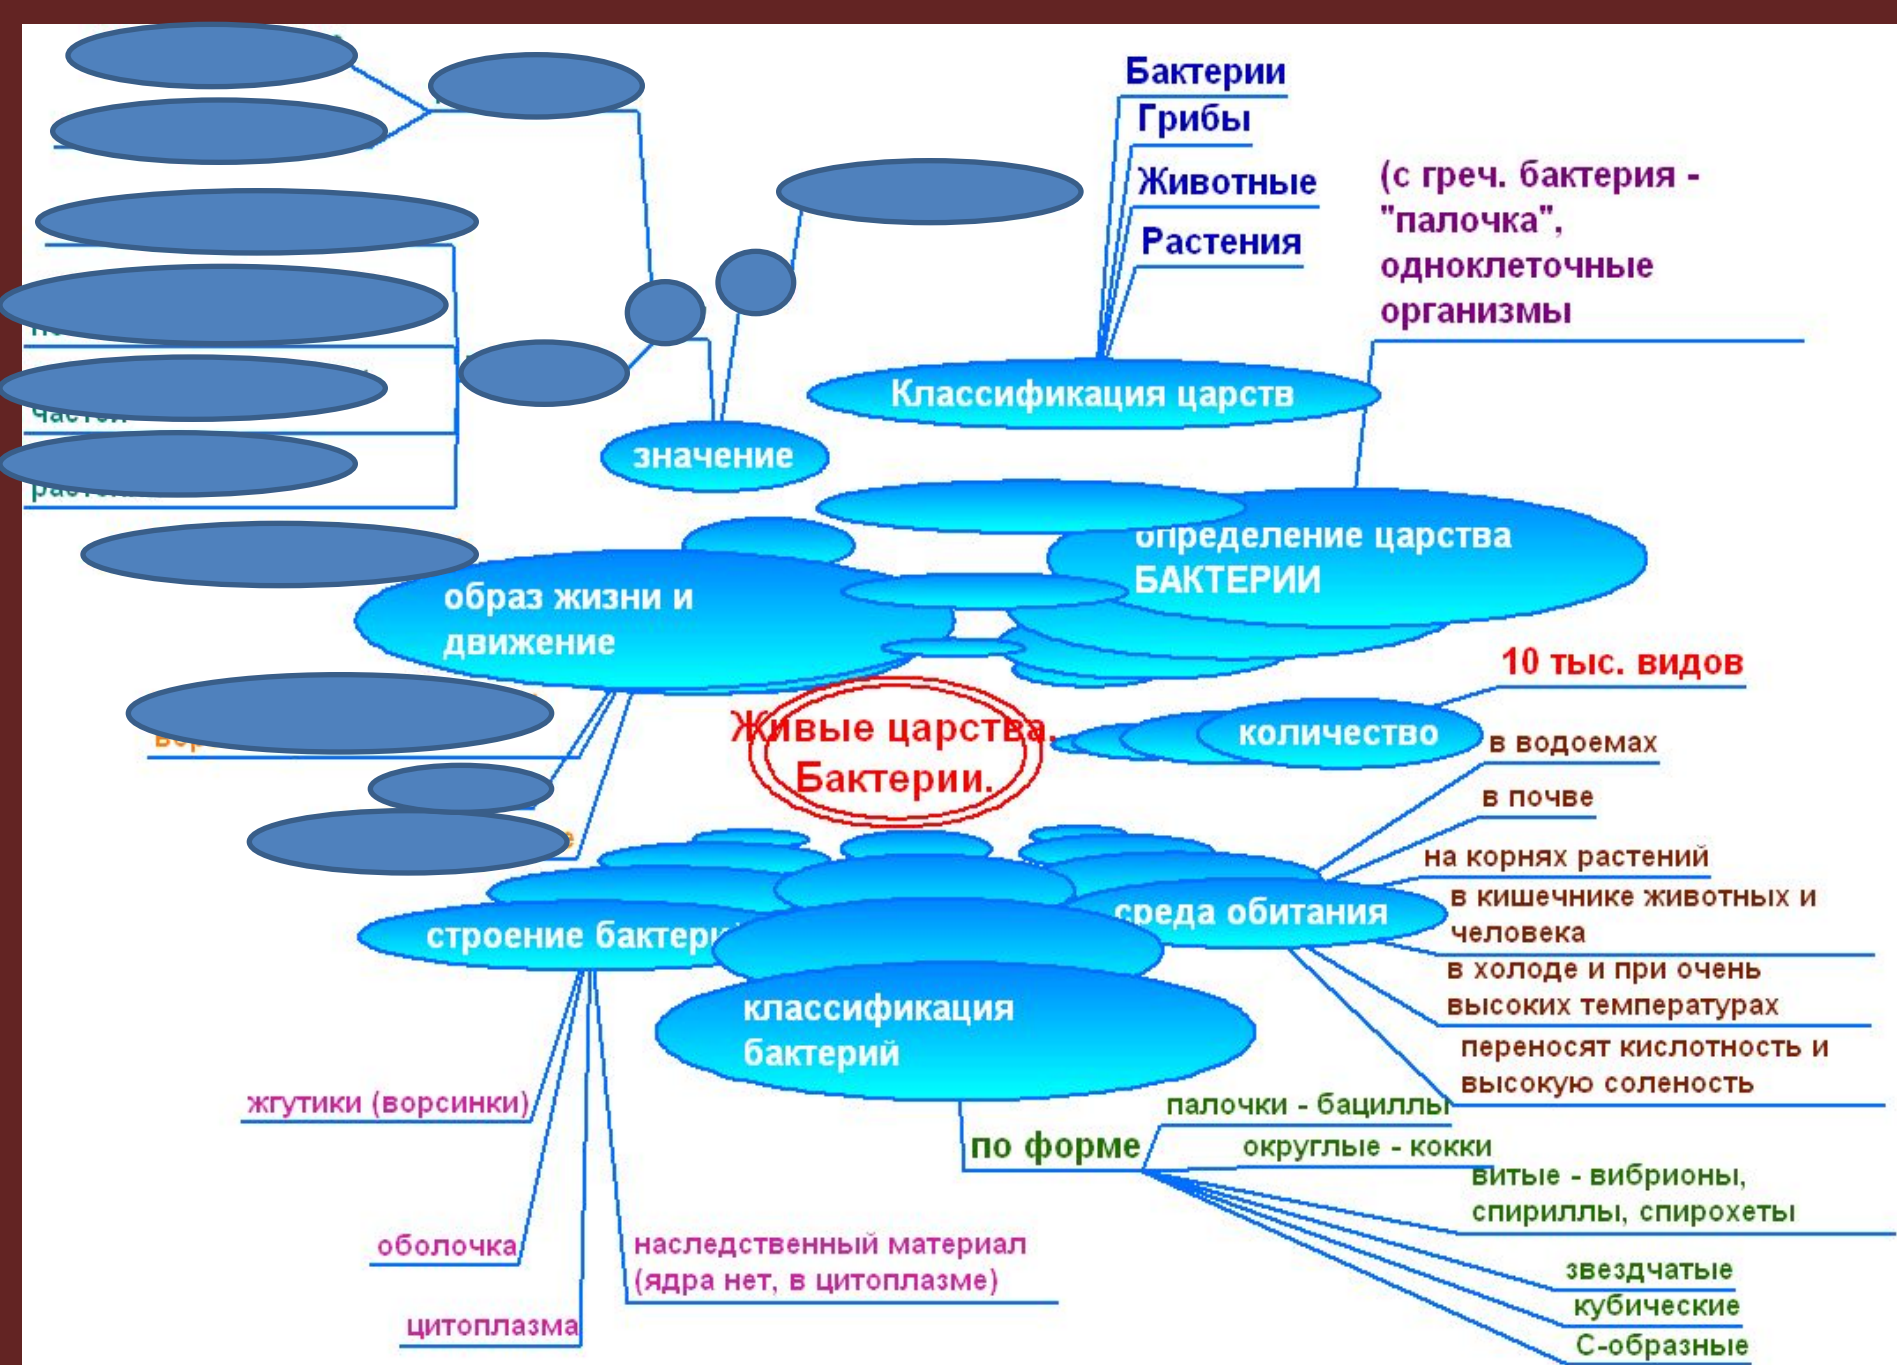 Бактерии
Грибы
Животные
Растения
(с греч. бактерия -
"палочка",
одноклеточные
организмы
Классификация царств
значение
определение царства
БАКТЕРИИ
образ жизни и
движение
10 тыс. видов
Живые царства.
Бактерии.
количество
в водоемах
в почве
на корнях растений
в кишечнике животных и
человека
в холоде и при очень
высоких температурах
переносят кислотность и
высокую соленость
среда обитания
строение
классификация
бактерий
жгутики (ворсинки)
оболочка
цитоплазма
наследственный материал
(ядра нет, в цитоплазме)
по форме
палочки - бациллы
округлые - кокки
витые - вибрионы,
спириллы, спирохеты
звездчатые
кубические
С-образные